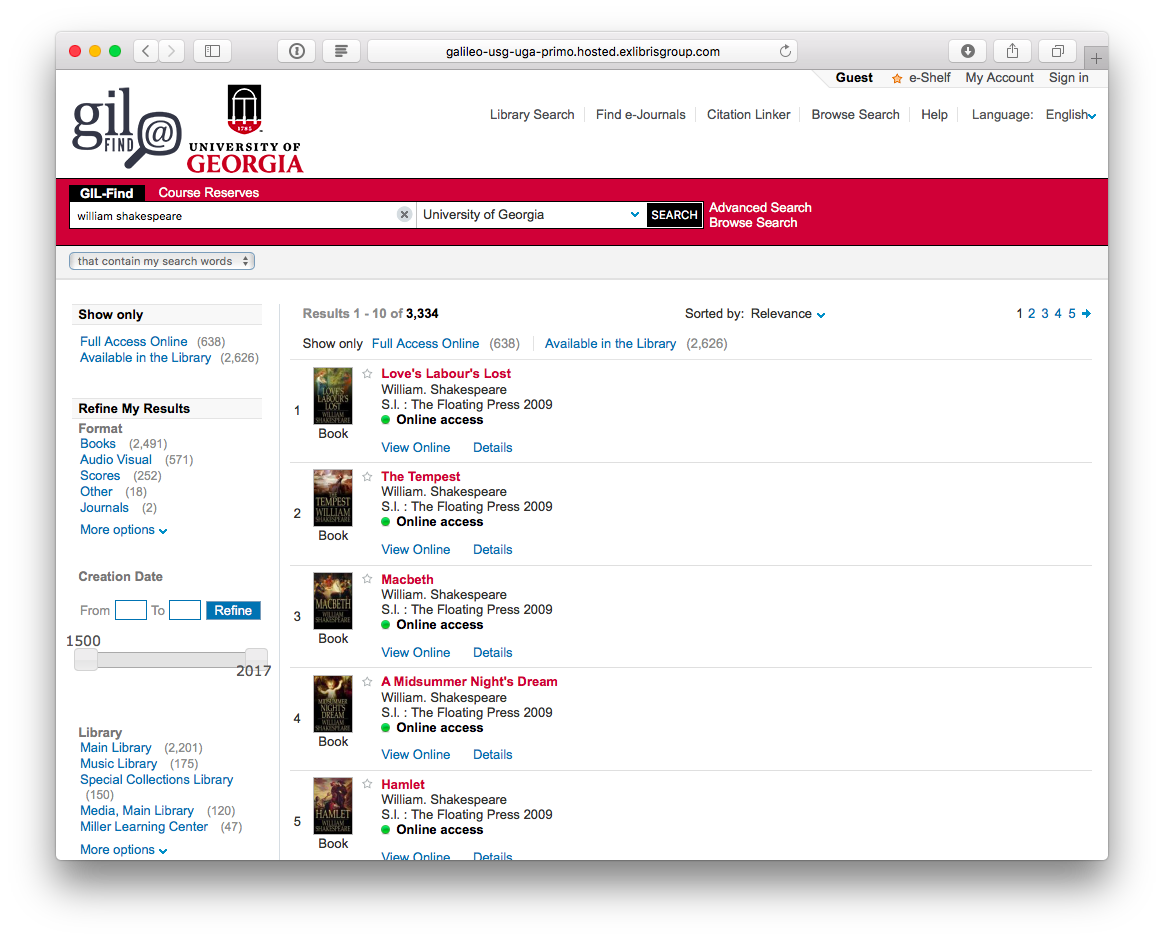 galileo-usg-uga-primo.hosted.exlibrisgroup.com
Guest e-Shelf My Account Sign in
gil
FIND @
1785
UNIVERSITY OF
GEORGIA
Library Search Find e-Journals Citation Linker Browse Search Help Language: English
GIL-Find Course Reserves
william shakespeare University of Georgia SEARCH
Advanced Search
Browse Search
that contain my search words
Show only
Full Access Online (638)
Available in the Library (2,626)
Refine My Results
Format
Books (2,491)
Audio Visual (571)
Scores (252)
Other (18)
Journals (2)
More options
Creation Date
From To Refine
1500
2017
Library
Main Library (2,201)
Music Library (175)
Special Collections Library
(150)
Media, Main Library (120)
Miller Learning Center (47)
More options
Results 1 - 10 of 3,334 Sorted by: Relevance 1 2 3 4 5
Show only Full Access Online (638) Available in the Library (2,626)
1
LOVE'S
LABOUR'S
LOST
WILLIAM
SHAKESPEARE
Book
Love's Labour's Lost
William. Shakespeare
S.l. : The Floating Press 2009
Online access
View Online Details
2
THE
TEMPEST
WILLIAM
SHAKESPEARE
Book
The Tempest
William. Shakespeare
S.l. : The Floating Press 2009
Online access
View Online Details
3
MACBETH
WILLIAM
SHAKESPEARE
Book
Macbeth
William. Shakespeare
S.l. : The Floating Press 2009
Online access
View Online Details
4
A
MIDSUMMER
NIGHT'S
DREAM
WILLIAM
SHAKESPEARE
Book
A Midsummer Night's Dream
William. Shakespeare
S.l. : The Floating Press 2009
Online access
View Online Details
5
HAMLET
WILLIAM
SHAKESPEARE
Book
Hamlet
William. Shakespeare
S.l. : The Floating Press 2009
Online access
View Online Details